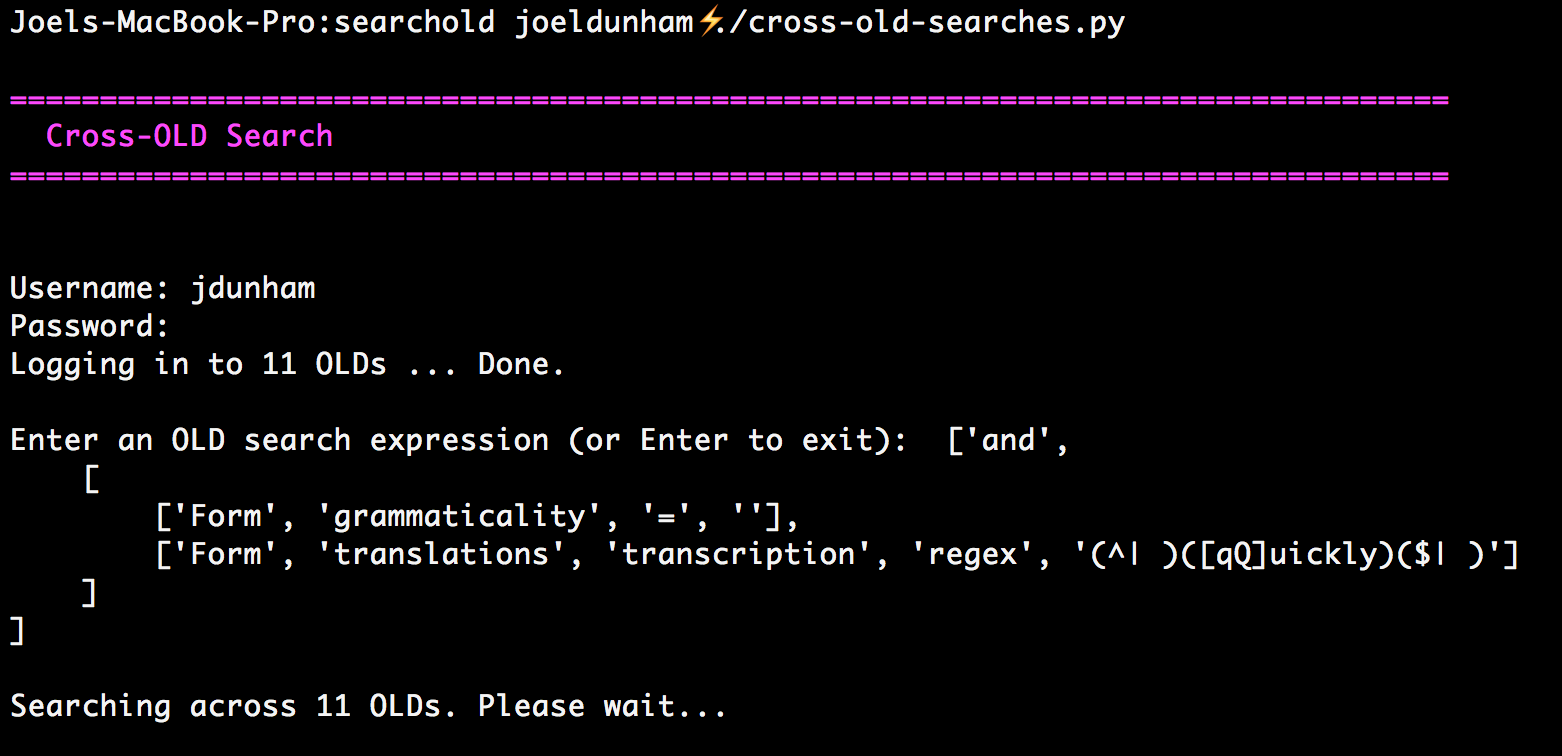 Joels-MacBook-Pro:searchold joeldunham⚡./cross-old-searches.py
================================================================================
Cross-OLD Search
================================================================================
Username: jdunham
Password:
Logging in to 11 OLDs ... Done.
Enter an OLD search expression (or Enter to exit):  ['and',
    [
        ['Form', 'grammaticality', '=', ''],
        ['Form', 'translations', 'transcription', 'regex', '(^| )([qQ]uickly)($| )']
    ]
]
Searching across 11 OLDs. Please wait...